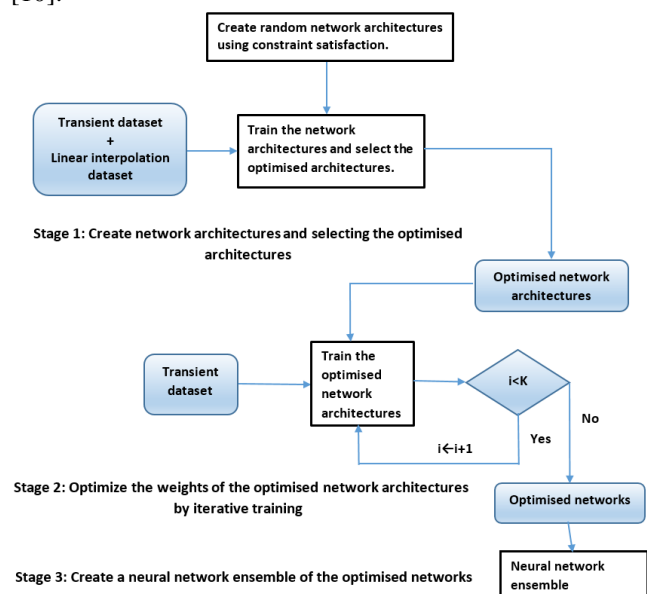 [10].
Create random network architectures
using constraint satisfaction.
Transient dataset
+
Linear interpolation
dataset
Train the network
architectures and select the
optimised architectures.
Stage 1: Create network architectures and selecting the optimised
architectures
Optimised network
architectures
Transient
dataset
Train the
optimised
network
architectures
i<K
No
Yes
i←i+1
Stage 2: Optimize the weights of the optimised network architectures
by iterative training
Optimised networks
Stage 3: Create a neural network ensemble of the optimised networks
Neural network
ensemble